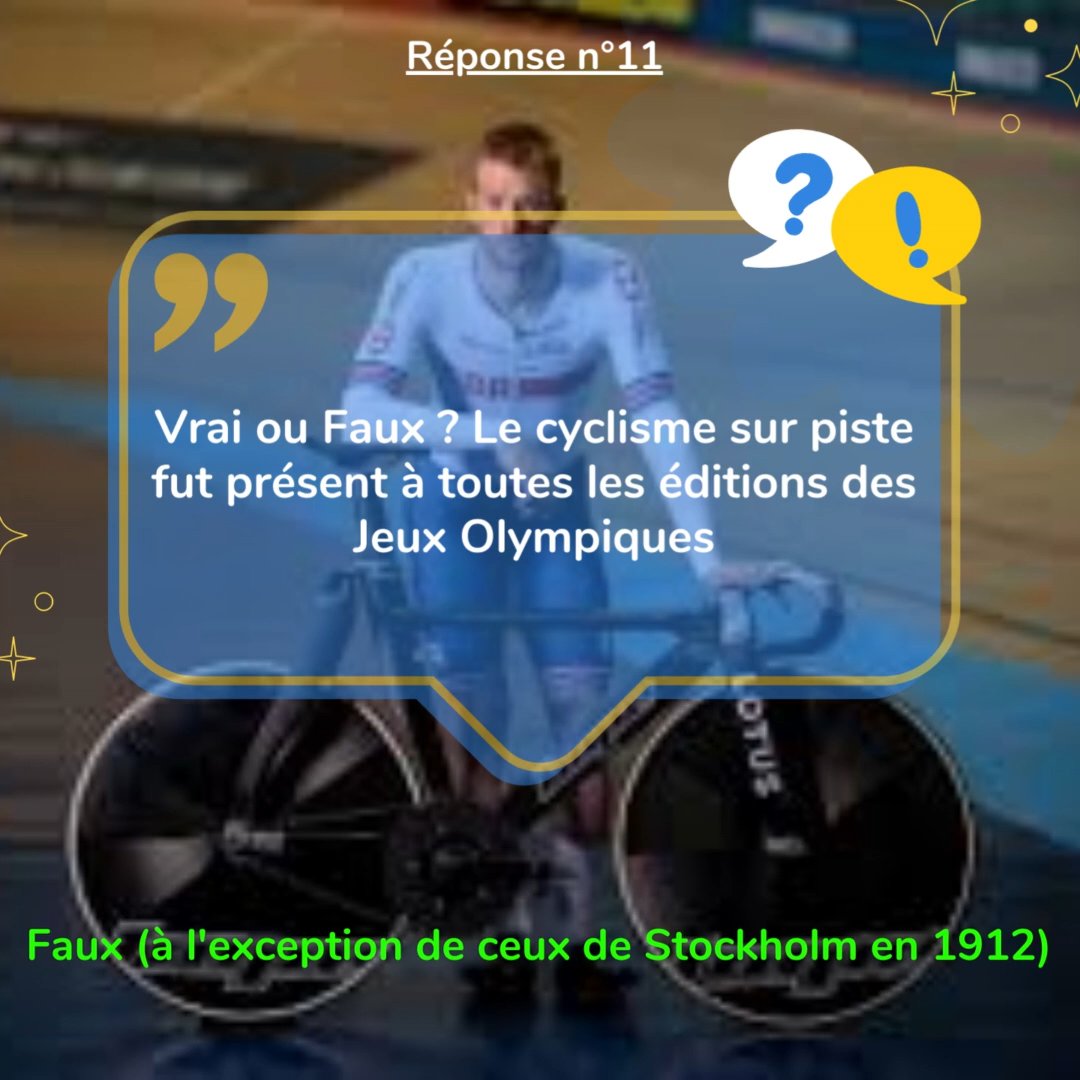 Réponse n°11
?
!
Vrai ou Faux ? Le cyclisme sur piste
fut présent à toutes les éditions des
Jeux Olympiques
LOTUS
Faux (à l'exception de ceux de Stockholm en 1912)